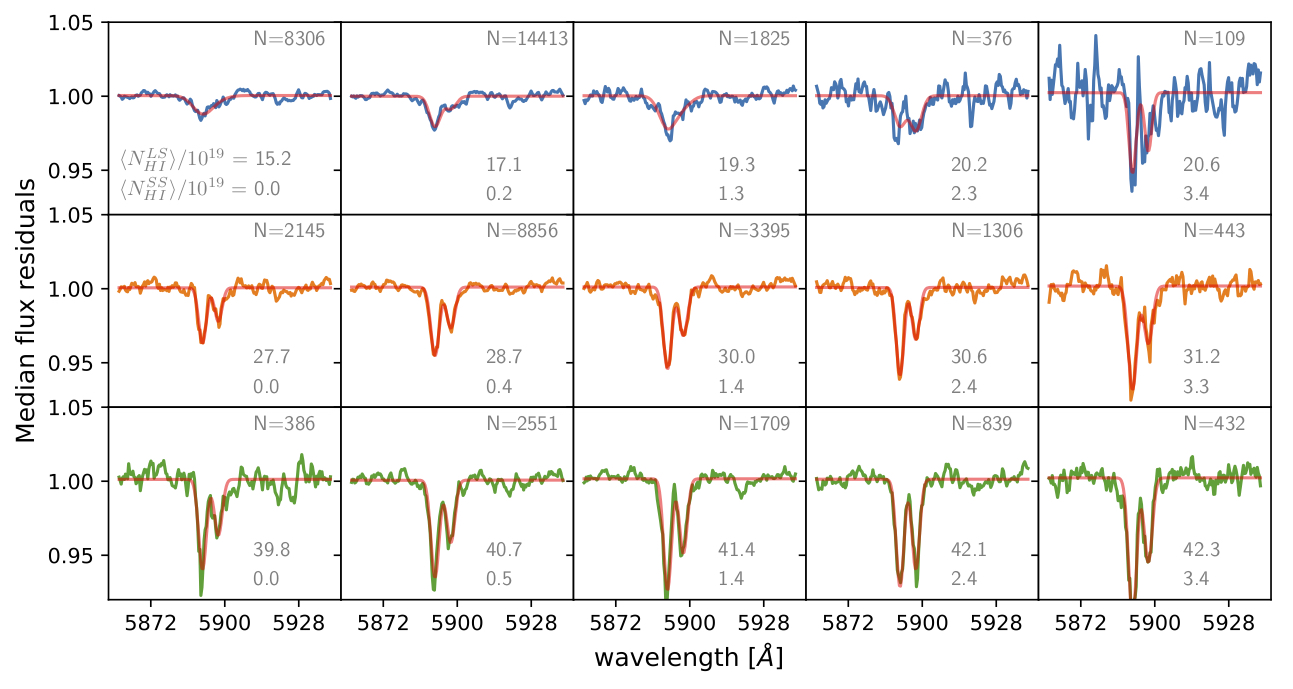 1.05
N=8306
N=14413
N=1825
N=376
N=109
1.00
⟨N_{HI}^{LS}⟩/10^{19} = 15.2
17.1
19.3
20.2
20.6
0.95
⟨N_{HI}^{SS}⟩/10^{19} = 0.0
0.2
1.3
2.3
3.4
Median flux residuals
1.05
N=2145
N=8856
N=3395
N=1306
N=443
1.00
27.7
28.7
30.0
30.6
31.2
0.95
0.0
0.4
1.4
2.4
3.3
1.05
N=386
N=2551
N=1709
N=839
N=432
1.00
39.8
40.7
41.4
42.1
42.3
0.95
0.0
0.5
1.4
2.4
3.4
5872 5900 5928
5872 5900 5928
5872 5900 5928
5872 5900 5928
5872 5900 5928
wavelength [Å]